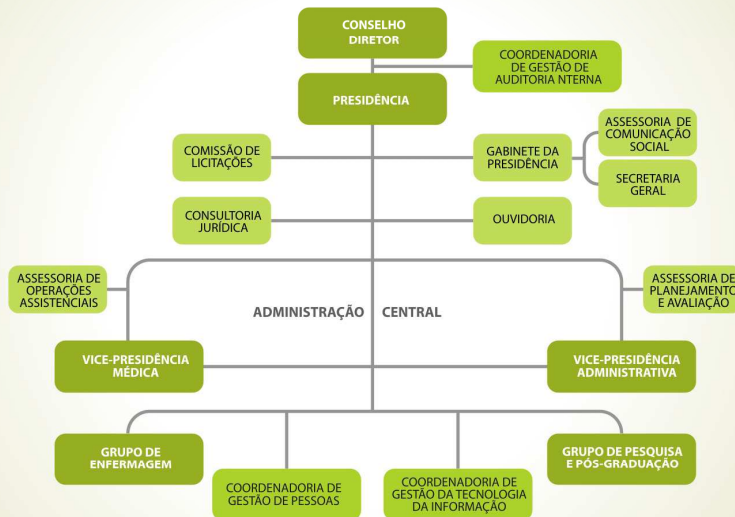 CONSELHO
DIRETOR
COORDENADORIA
DE GESTÃO DE
AUDITORIA NTERNA
PRESIDÊNCIA
COMISSÃO DE
LICITAÇÕES
GABINETE DA
PRESIDÊNCIA
ASSESSORIA DE
COMUNICAÇÃO
SOCIAL
SECRETARIA
GERAL
CONSULTORIA
JURÍDICA
OUVIDORIA
ASSESSORIA DE
OPERAÇÕES
ASSISTENCIAIS
ASSESSORIA DE
PLANEJAMENTO
E AVALIAÇÃO
ADMINISTRAÇÃO CENTRAL
VICE-PRESIDÊNCIA
MÉDICA
VICE-PRESIDÊNCIA
ADMINISTRATIVA
GRUPO DE
ENFERMAGEM
COORDENADORIA DE
GESTÃO DE PESSOAS
COORDENADORIA DE
GESTÃO DA TECNOLOGIA
DA INFORMAÇÃO
GRUPO DE PESQUISA
E PÓS-GRADUAÇÃO